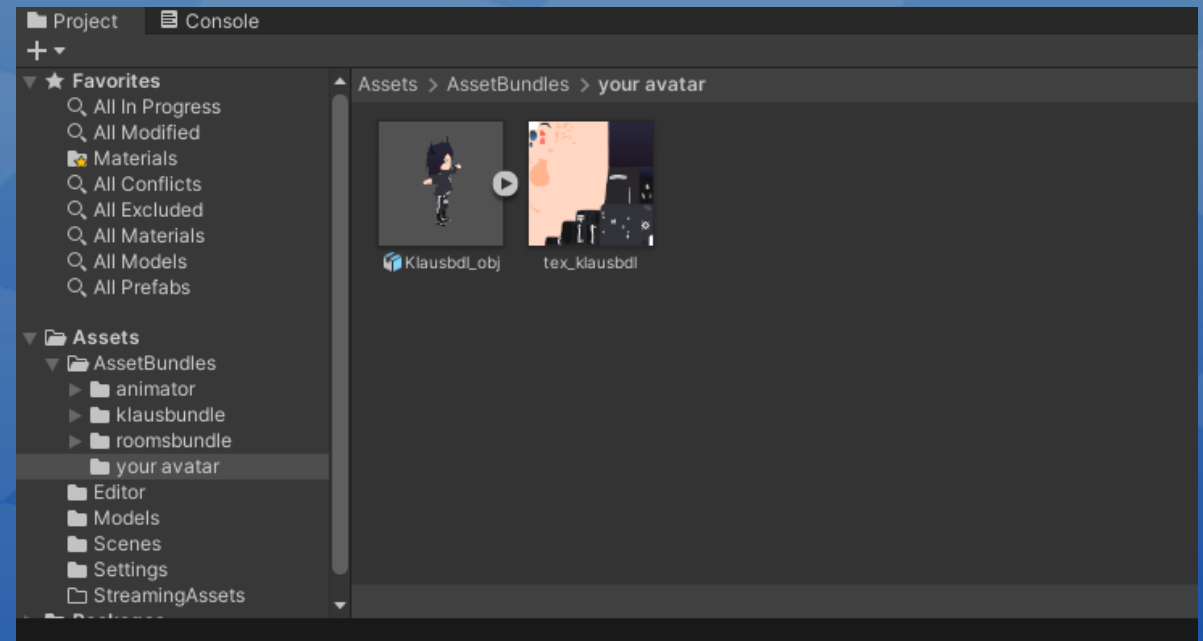 Project
Console
Favorites
All In Progress
All Modified
Materials
All Conflicts
All Excluded
All Materials
All Models
All Prefabs
Assets
AssetBundles
animator
klausbundle
roomsbundle
your avatar
Editor
Models
Scenes
Settings
StreamingAssets
Assets > AssetBundles > your avatar
Klausbdl_obj
tex_klausbdl